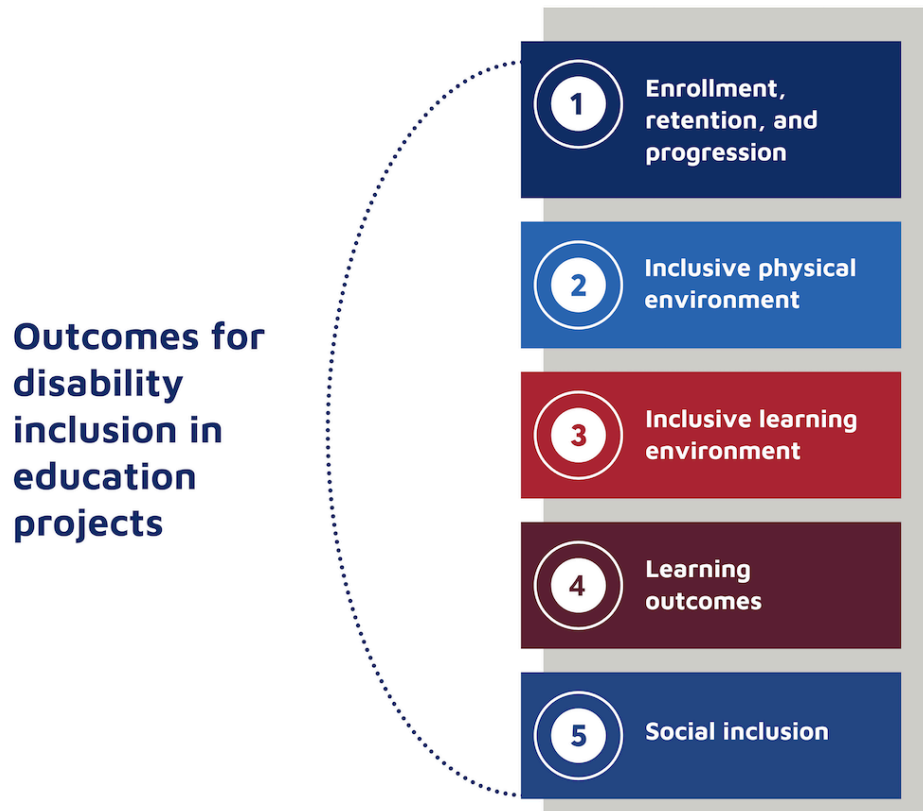 Outcomes for
disability
inclusion in
education
projects
1
Enrollment,
retention, and
progression
2
Inclusive physical
environment
3
Inclusive learning
environment
4
Learning
outcomes
5
Social inclusion